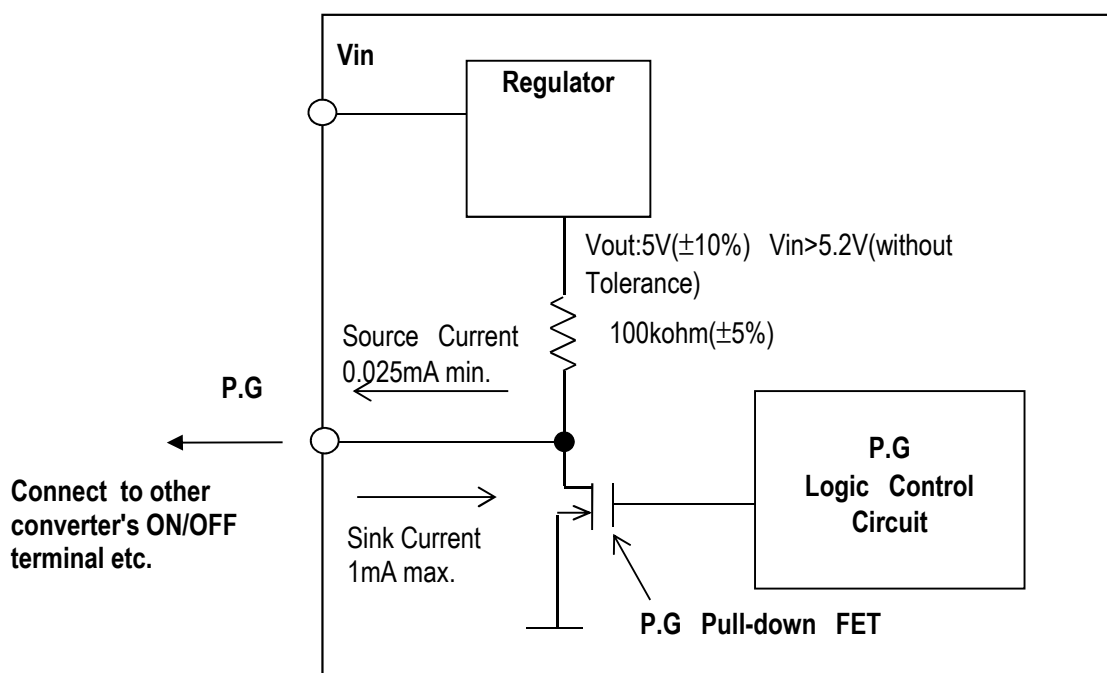 Vin
Regulator
Vout:5V(±10%) Vin>5.2V(without
Tolerance)
100kohm(±5%)
Source Current
0.025mA min.
P.G
P.G
Logic Control
Circuit
Connect to other
converter's ON/OFF
terminal etc.
Sink Current
1mA max.
P.G Pull-down FET